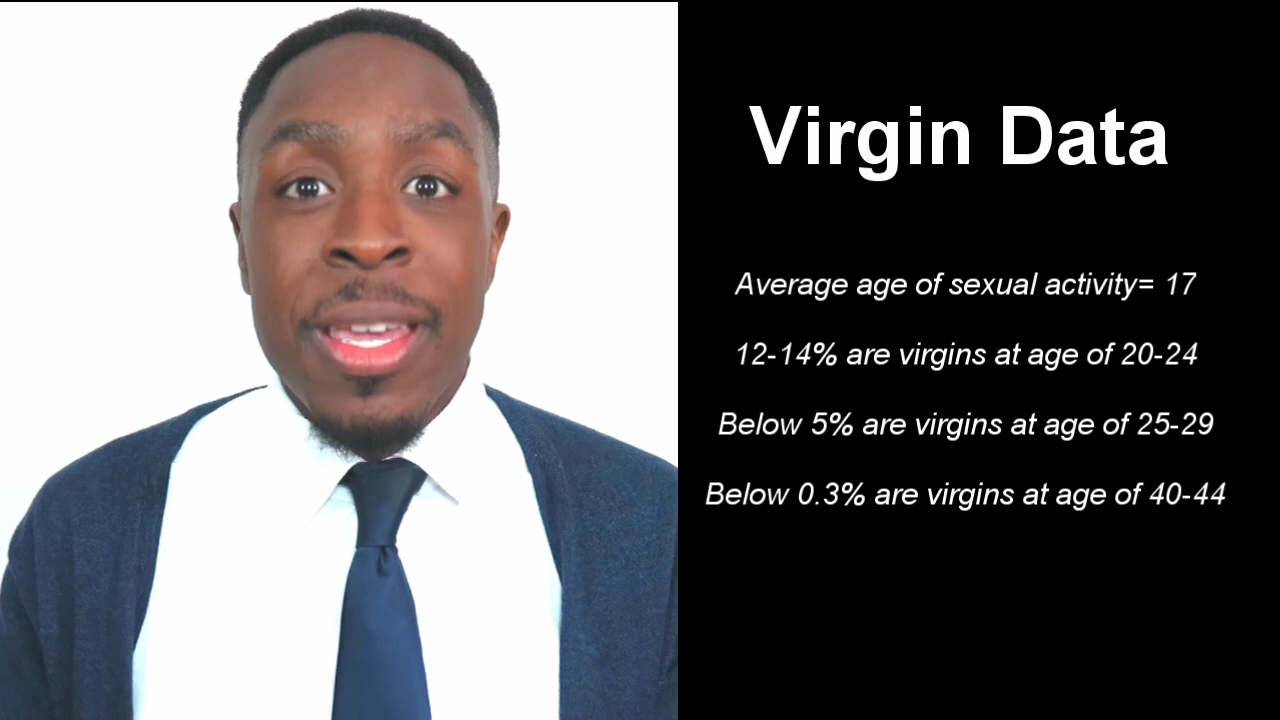 Virgin Data
Average age of sexual activity= 17
12-14% are virgins at age of 20-24
Below 5% are virgins at age of 25-29
Below 0.3% are virgins at age of 40-44